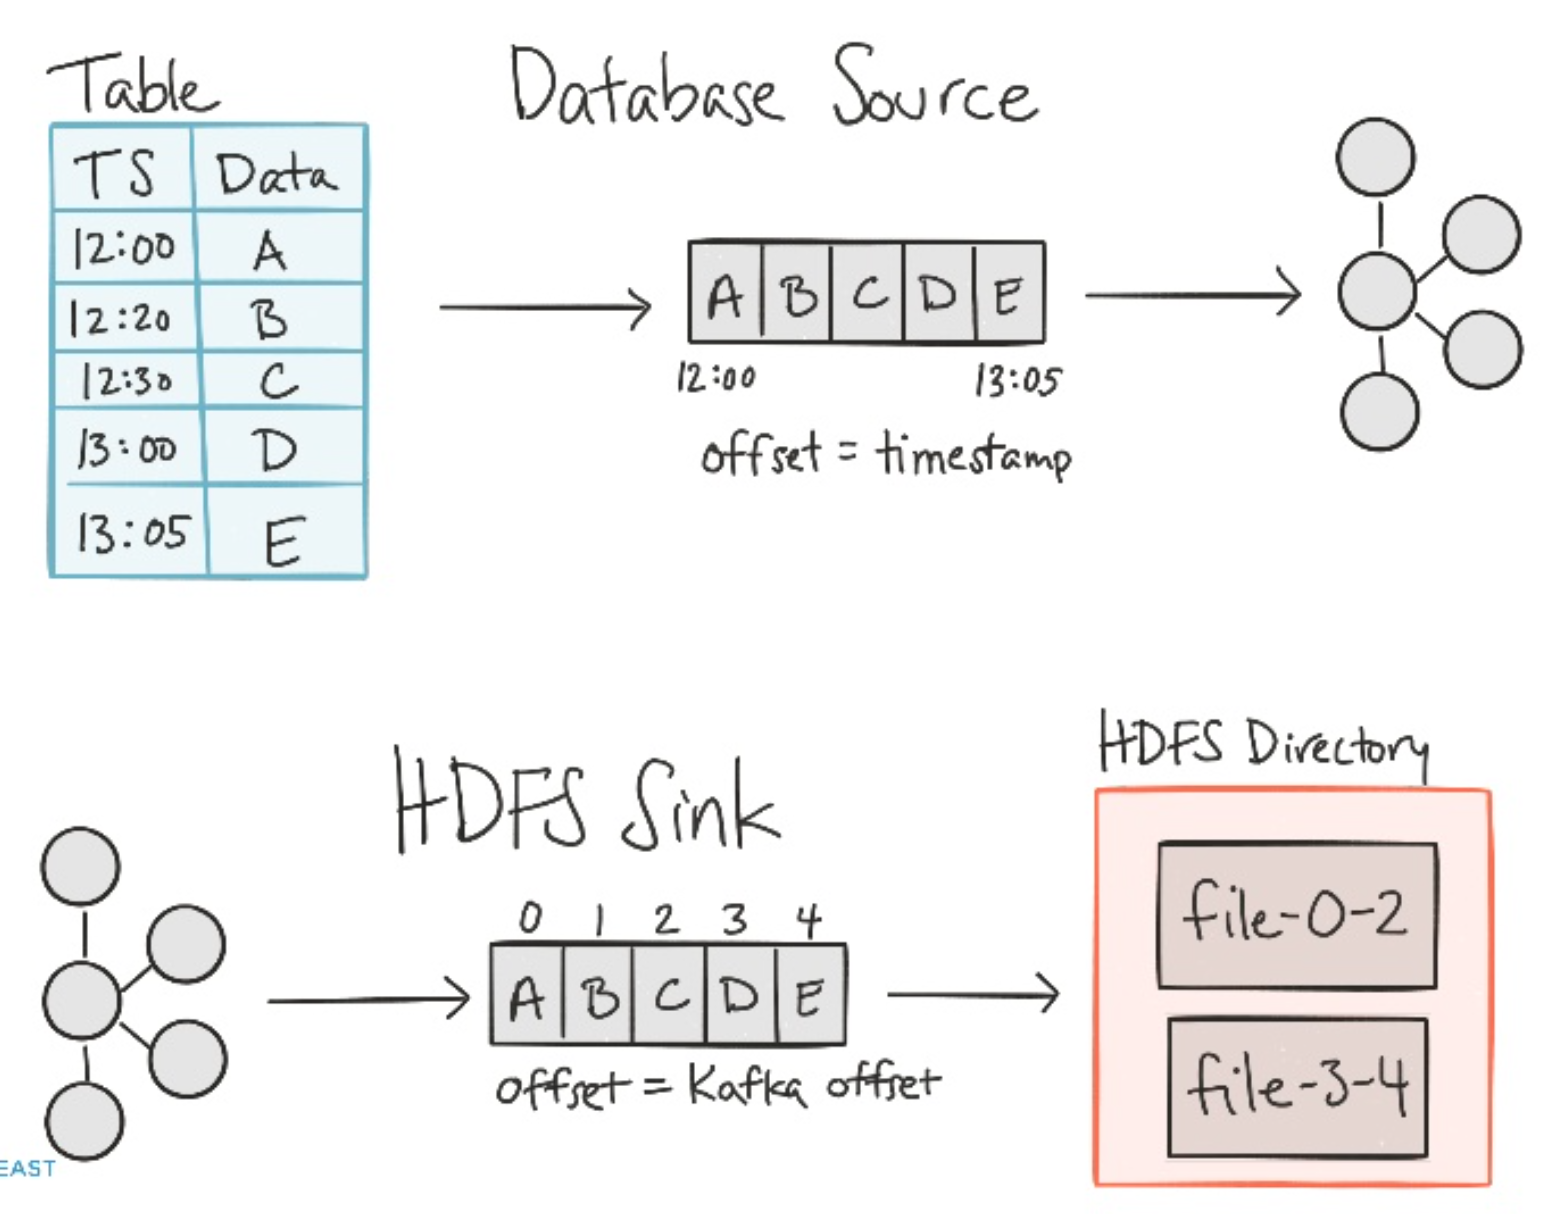 Table
Database Source
TS Data
12:00 A
12:20 B
12:30 C
13:00 D
13:05 E
A B C D E
12:00 13:05
offset = timestamp
HDFS Sink
HDFS Directory
0 1 2 3 4
A B C D E
offset = Kafka offset
file-0-2
file-3-4
EAST